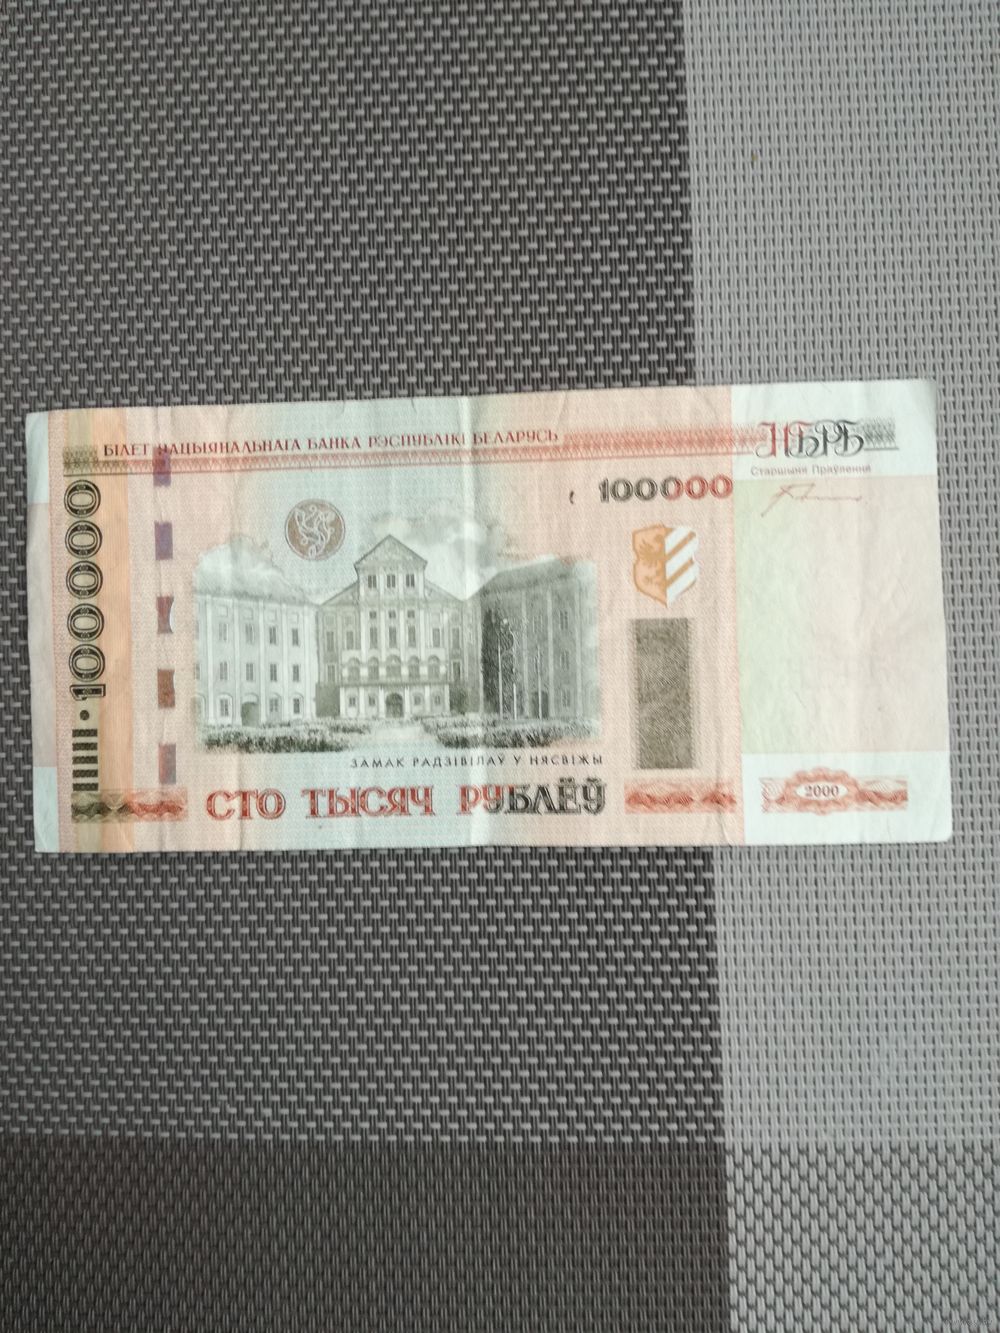 БІЛЕТ НАЦЫЯНАЛЬНАГА БАНКА РЭСПУБЛІКІ БЕЛАРУСЬ
НБРБ
Старшыня Праўлення
100000
100000
ЗАМАК РАДЗІВІЛАЎ У НЯСВІЖЫ
СТО ТЫСЯЧ РУБЛЁЎ
2000